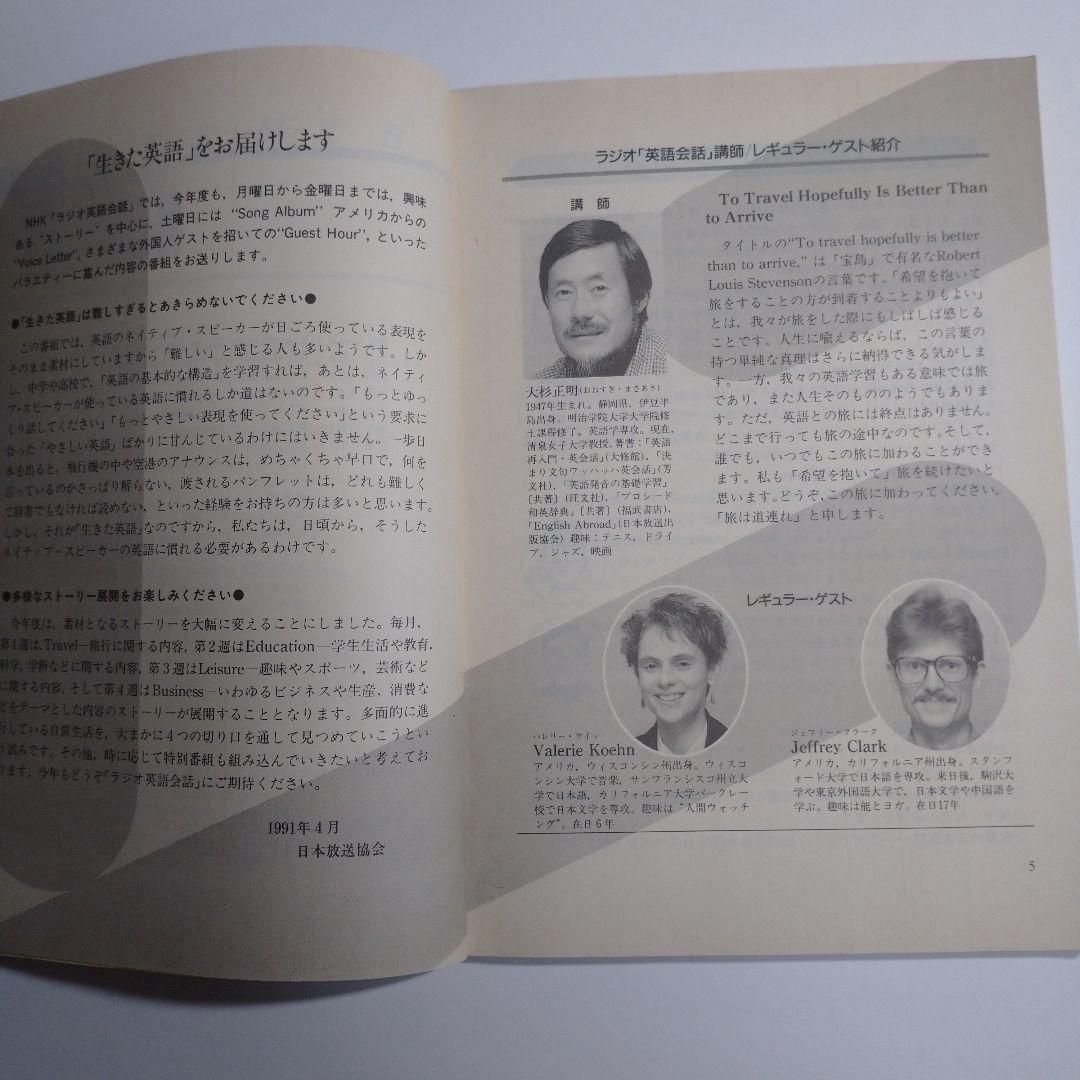 「生きた英語」をお届けします
NHK「ラジオ英語会話」では，今年度も，月曜日から金曜日までは，興味
ある“ストーリー”を中心に，土曜日には“Song Album”アメリカからの
“Voice Letter”，さまざまな外国人ゲストを招いての“Guest Hour”，といった
バラエティーに富んだ内容の番組をお送りします。
●「生きた英語」は難しすぎるとあきらめないでください●
この番組では，英語のネイティブ・スピーカーが日ごろ使っている表現を
そのまま素材にしていますから「難しい」と感じる人も多いようです。しか
し，中学や高校で，「英語の基本的な構造」を学習すれば，あとは，ネイティ
ブ・スピーカーが使っている英語に慣れるしか道はないのです。「もっとゆっ
くり話してください」「もっとやさしい表現を使ってください」という要求に
合った「やさしい英語」ばかりに甘んじているわけにはいきません。一歩日
本を出ると，飛行機の中や空港のアナウンスは，めちゃくちゃ早口で，何を
言っているのかさっぱり解らない，渡されるパンフレットは，どれも難しく
て辞書でもなければ読めない，といった経験をお持ちの方は多いと思います。
しかし，それが「生きた英語」なのですから，私たちは，日頃から，そうした
ネイティブ・スピーカーの英語に慣れる必要があるわけです。
●多様なストーリー展開をお楽しみください●
今年度は，素材となるストーリーを大幅に変えることにしました。毎月，
第1週は，Travel—旅行に関する内容，第2週はEducation—学生生活や教育，
科学，学術などに関する内容，第3週はLeisure—趣味やスポーツ，芸術など
に関する内容，そして第4週はBusiness—いわゆるビジネスや生産，消費な
どをテーマとした内容のストーリーが展開することとなります。多面的に進
行している日常生活を，大まかに4つの切り口を通して見つめていこうとい
う試みです。その他，時に応じて特別番組も組み込んでいきたいと考えてお
ります。今年もどうぞ「ラジオ英語会話」にご期待ください。
1991年4月
日本放送協会
ラジオ「英語会話」講師/レギュラー・ゲスト紹介
講 師
大杉正明(おおすぎ・まさあき)
1947年生まれ。静岡県，伊豆半
島出身。明治学院大学大学院修
士課程修了。英語学専攻。現在，
清泉女子大学教授。著書：「英語
再入門・英会話」(大修館)，「決
まり文句ワッハッハ英会話」(芳
文社)，「英語発音の基礎学習」
[共著] (旺文社)，「プロシード
和英辞典」[共著] (福武書店)，
「English Abroad」(日本放送出
版協会) 趣味：テニス，ドライ
ブ，ジャズ，映画
To Travel Hopefully Is Better Than
to Arrive
タイトルの“To travel hopefully is better
than to arrive.” は「宝島」で有名なRobert
Louis Stevensonの言葉です。「希望を抱いて
旅をすることの方が到着することよりもよい」
とは，我々が旅をした際にもしばしば感じる
ことです。人生に喩えるならば，この言葉の
持つ単純な真理はさらに納得できる気がしま
す。一方，我々の英語学習もある意味では旅
であり，また人生そのもののようでもありま
す。ただ，英語との旅には終点はありません。
どこまで行っても旅の途中なのです。そして，
誰でも，いつでもこの旅に加わることができ
ます。私も「希望を抱いて」旅を続けたいと
思います。どうぞ，この旅に加わってください。
「旅は道連れ」と申します。
レギュラー・ゲスト
バレリー・ケイン
Valerie Koehn
アメリカ，ウィスコンシン州出身。ウィスコ
ンシン大学で音楽，サンフランシスコ州立大
学で日本語，カリフォルニア大学バークレー
校で日本文学を専攻。趣味は“人間ウォッチ
ング”。在日6年
ジェフリー・クラーク
Jeffrey Clark
アメリカ，カリフォルニア州出身。スタンフ
ォード大学で日本語を専攻。来日後，駒沢大
学や東京外国語大学で，日本文学や中国語を
学ぶ。趣味は能とヨガ。在日17年
5